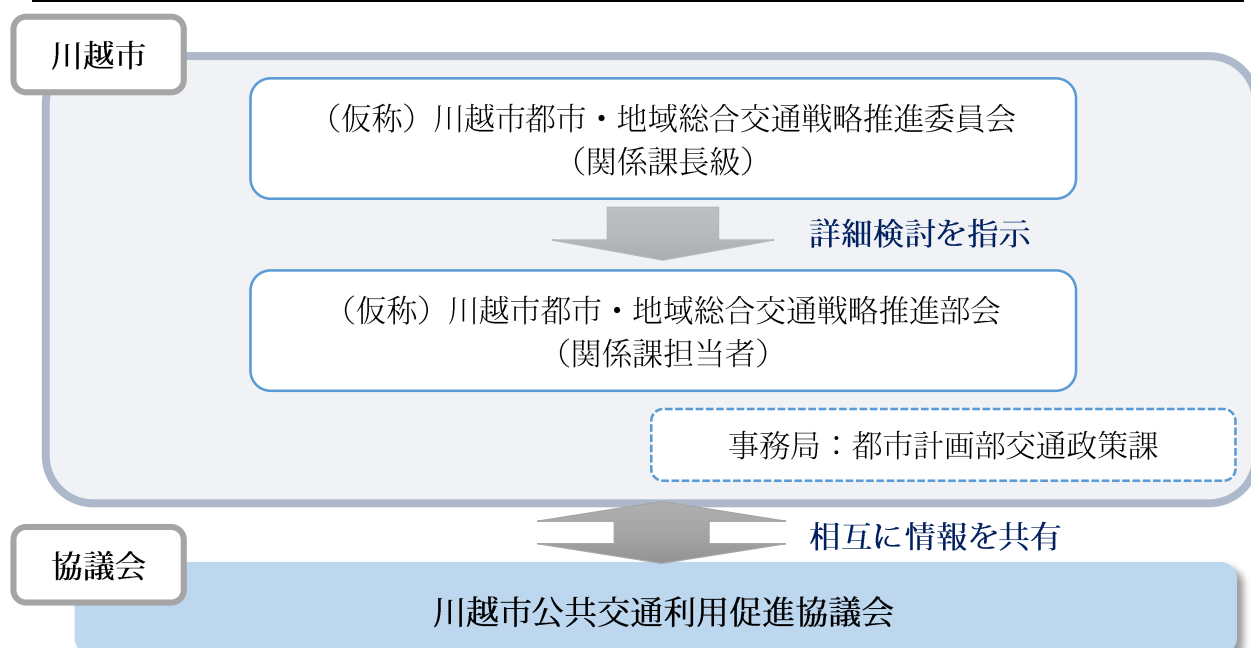 川越市
（仮称）川越市都市・地域総合交通戦略推進委員会
（関係課長級）
詳細検討を指示
（仮称）川越市都市・地域総合交通戦略推進部会
（関係課担当者）
事務局：都市計画部交通政策課
相互に情報を共有
協議会
川越市公共交通利用促進協議会